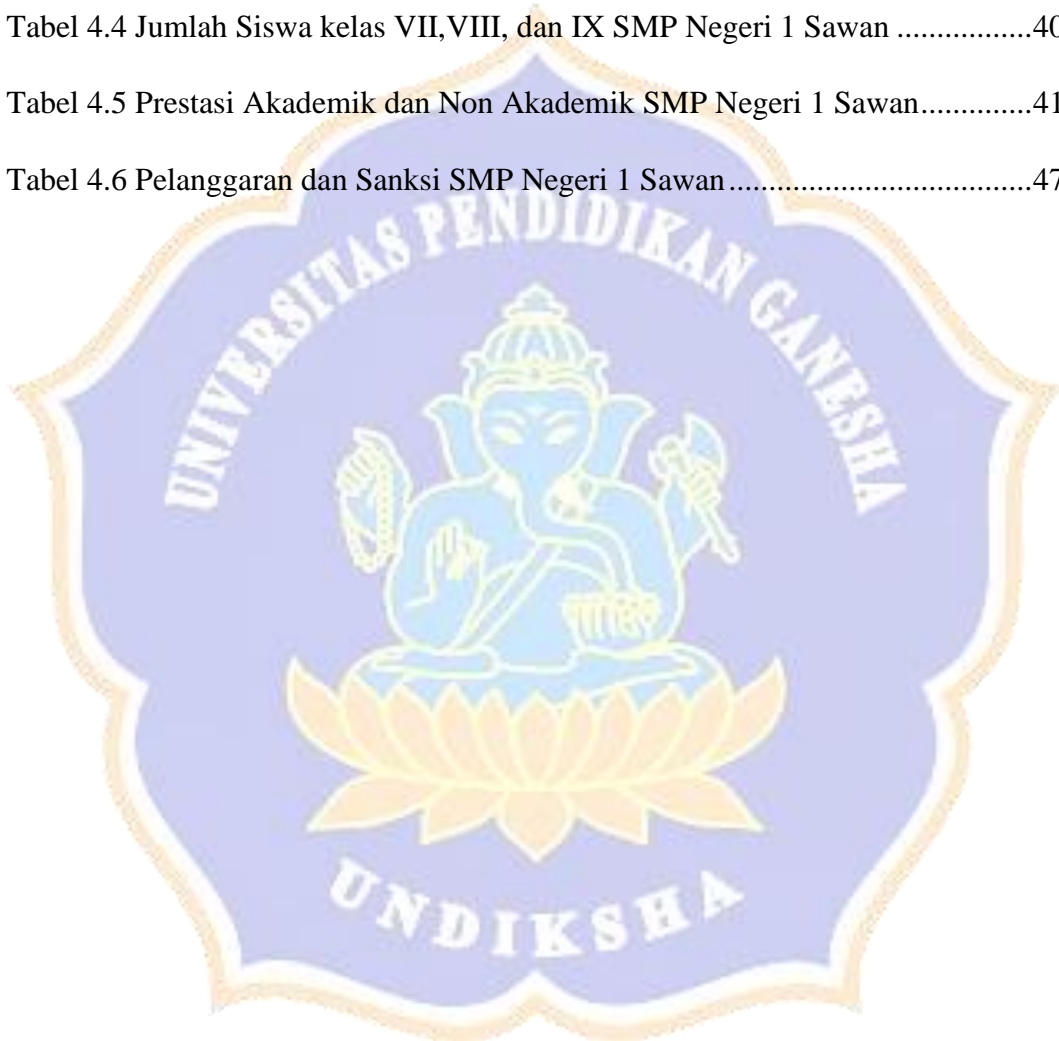 Tabel 4.4 Jumlah Siswa kelas VII,VIII, dan IX SMP Negeri 1 Sawan ................40
Tabel 4.5 Prestasi Akademik dan Non Akademik SMP Negeri 1 Sawan.............41
Tabel 4.6 Pelanggaran dan Sanksi SMP Negeri 1 Sawan...................................47
UNIVERSITAS PENDIDIKAN GANESHA
UNDIKSHA